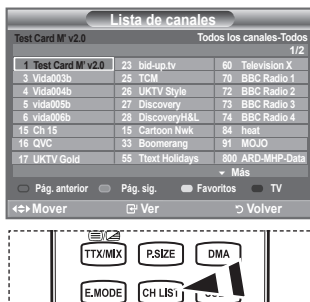 Lista de canales
Test Card M' v2.0 Todos los canales-Todos
1/2
1 Test Card M' v2.0 23 bid-up.tv 60 Television X
3 Vida003b 25 TCM 70 BBC Radio 1
4 Vida004b 26 UKTV Style 72 BBC Radio 2
5 vida005b 27 Discovery 73 BBC Radio 3
6 vida006b 28 DiscoveryH&L 74 BBC Radio 4
15 Ch 15 15 Cartoon Nwk 84 heat
16 QVC 33 Boomerang 91 MOJO
17 UKTV Gold 55 Ttext Holidays 800 ARD-MHP-Data
Más
Pág. anterior Pág. sig. Favoritos TV
Mover Ver Volver
TTX/MIX P.SIZE DMA
E.MODE CH LIST